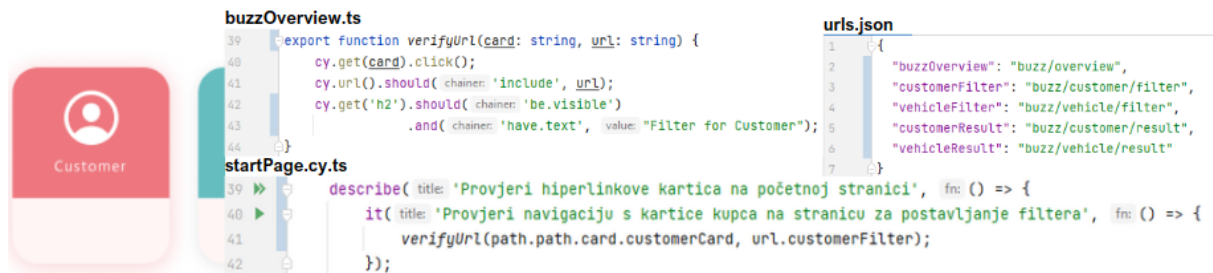 Customer
buzzOverview.ts
39 export function verifyUrl(card: string, url: string) {
40 cy.get(card).click();
41 cy.url().should( chainer: 'include', url);
42 cy.get('h2').should( chainer: 'be.visible')
43 .and( chainer: 'have.text', value: "Filter for Customer");
44 }
urls.json
1 {
2 "buzzOverview": "buzz/overview",
3 "customerFilter": "buzz/customer/filter",
4 "vehicleFilter": "buzz/vehicle/filter",
5 "customerResult": "buzz/customer/result",
6 "vehicleResult": "buzz/vehicle/result"
7 }
startPage.cy.ts
39 describe( title: 'Provjeri hiperlinkove kartica na početnoj stranici', fn: () => {
40 it( title: 'Provjeri navigaciju s kartice kupca na stranicu za postavljanje filtera', fn: () => {
41 verifyUrl(path.path.card.customerCard, url.customerFilter);
42 });